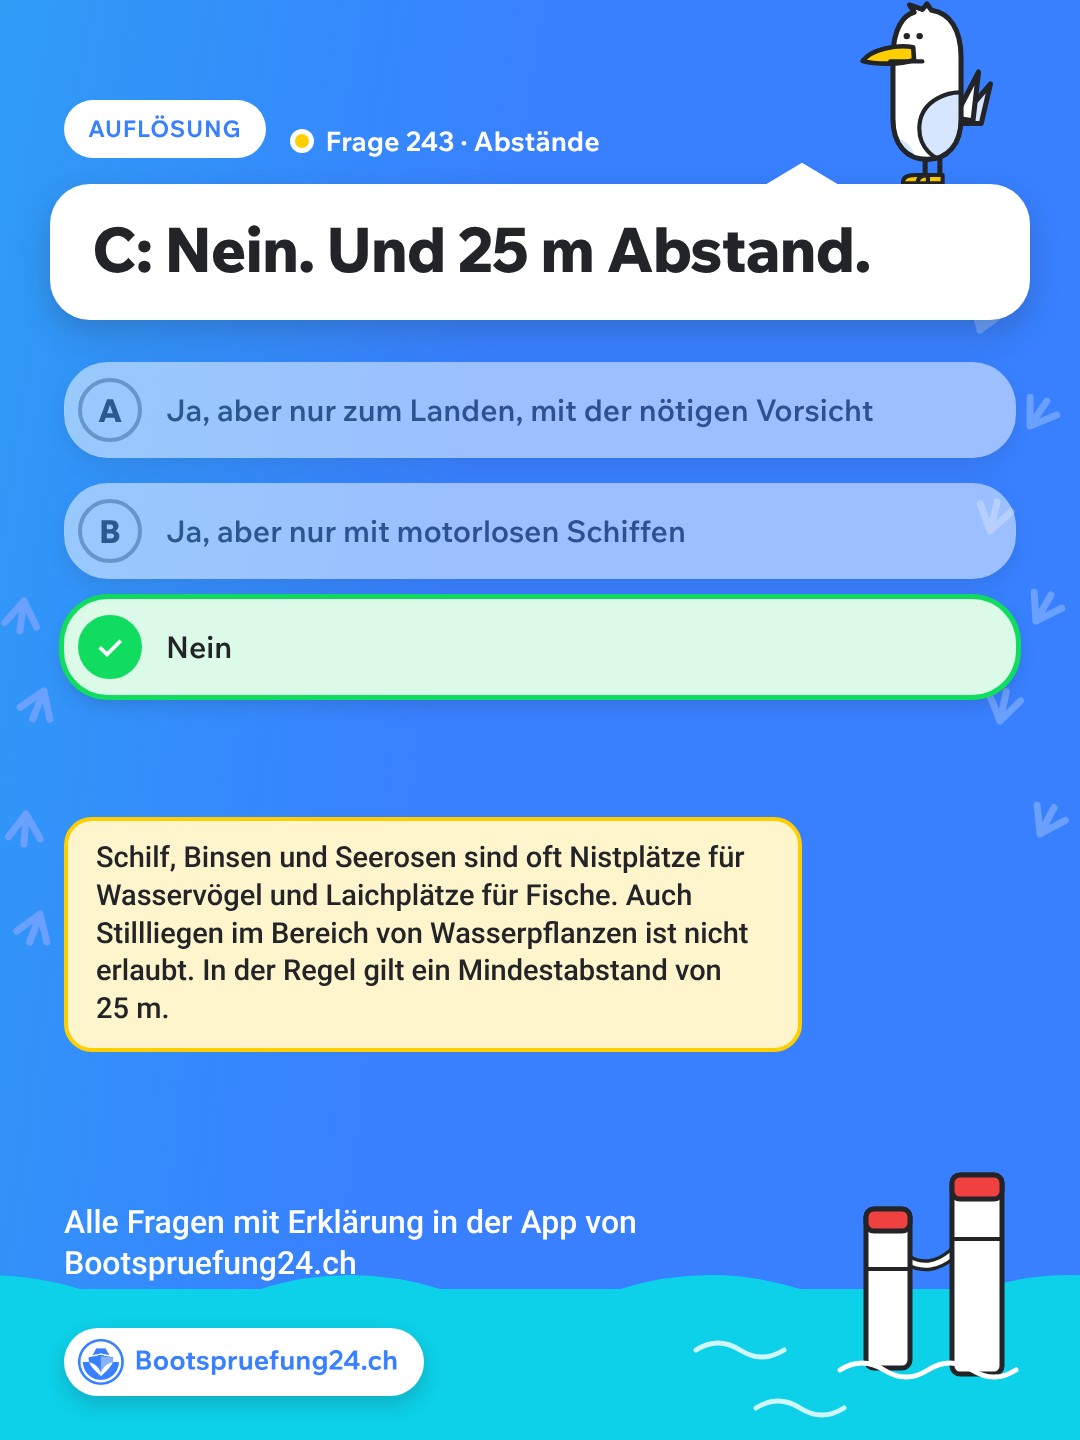 AUFLÖSUNG
Frage 243 · Abstände
C: Nein. Und 25 m Abstand.
A Ja, aber nur zum Landen, mit der nötigen Vorsicht
B Ja, aber nur mit motorlosen Schiffen
Nein
Schilf, Binsen und Seerosen sind oft Nistplätze für
Wasservögel und Laichplätze für Fische. Auch
Stillliegen im Bereich von Wasserpflanzen ist nicht
erlaubt. In der Regel gilt ein Mindestabstand von
25 m.
Alle Fragen mit Erklärung in der App von
Bootspruefung24.ch
Bootspruefung24.ch